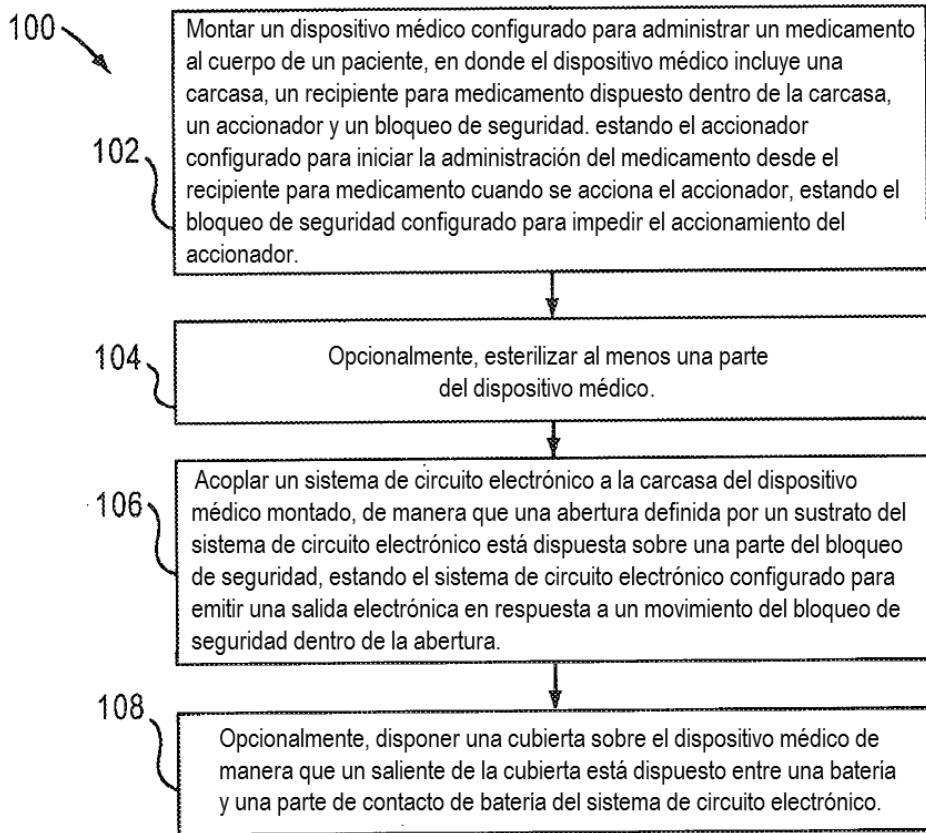 100
Montar un dispositivo médico configurado para administrar un medicamento
al cuerpo de un paciente, en donde el dispositivo médico incluye una
carcasa, un recipiente para medicamento dispuesto dentro de la carcasa,
un accionador y un bloqueo de seguridad. estando el accionador
102
configurado para iniciar la administración del medicamento desde el
recipiente para medicamento cuando se acciona el accionador, estando el
bloqueo de seguridad configurado para impedir el accionamiento del
accionador.
104
Opcionalmente, esterilizar al menos una parte
del dispositivo médico.
106
Acoplar un sistema de circuito electrónico a la carcasa del dispositivo
médico montado, de manera que una abertura definida por un sustrato del
sistema de circuito electrónico está dispuesta sobre una parte del bloqueo
de seguridad, estando el sistema de circuito electrónico configurado para
emitir una salida electrónica en respuesta a un movimiento del bloqueo de
seguridad dentro de la abertura.
108
Opcionalmente, disponer una cubierta sobre el dispositivo médico de
manera que un saliente de la cubierta está dispuesto entre una batería
y una parte de contacto de batería del sistema de circuito electrónico.